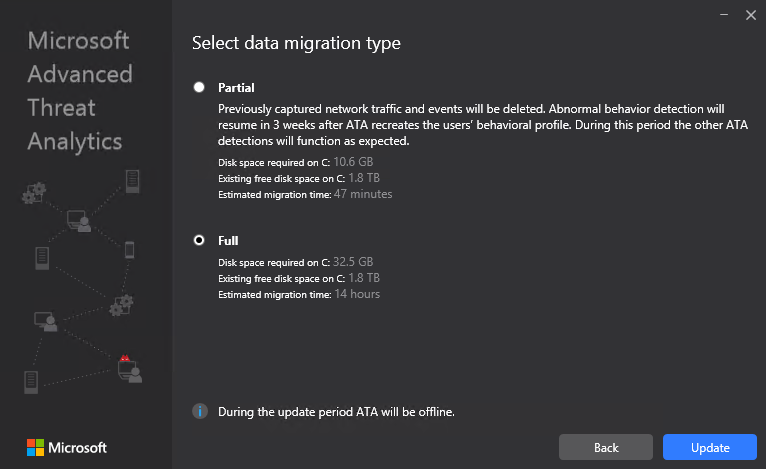 Microsoft
Advanced
Threat
Analytics
Select data migration type
Partial
Previously captured network traffic and events will be deleted. Abnormal behavior detection will
resume in 3 weeks after ATA recreates the users' behavioral profile. During this period the other ATA
detections will function as expected.
Disk space required on C: 10.6 GB
Existing free disk space on C: 1.8 TB
Estimated migration time: 47 minutes
Full
Disk space required on C: 32.5 GB
Existing free disk space on C: 1.8 TB
Estimated migration time: 14 hours
During the update period ATA will be offline.
Microsoft
Back
Update